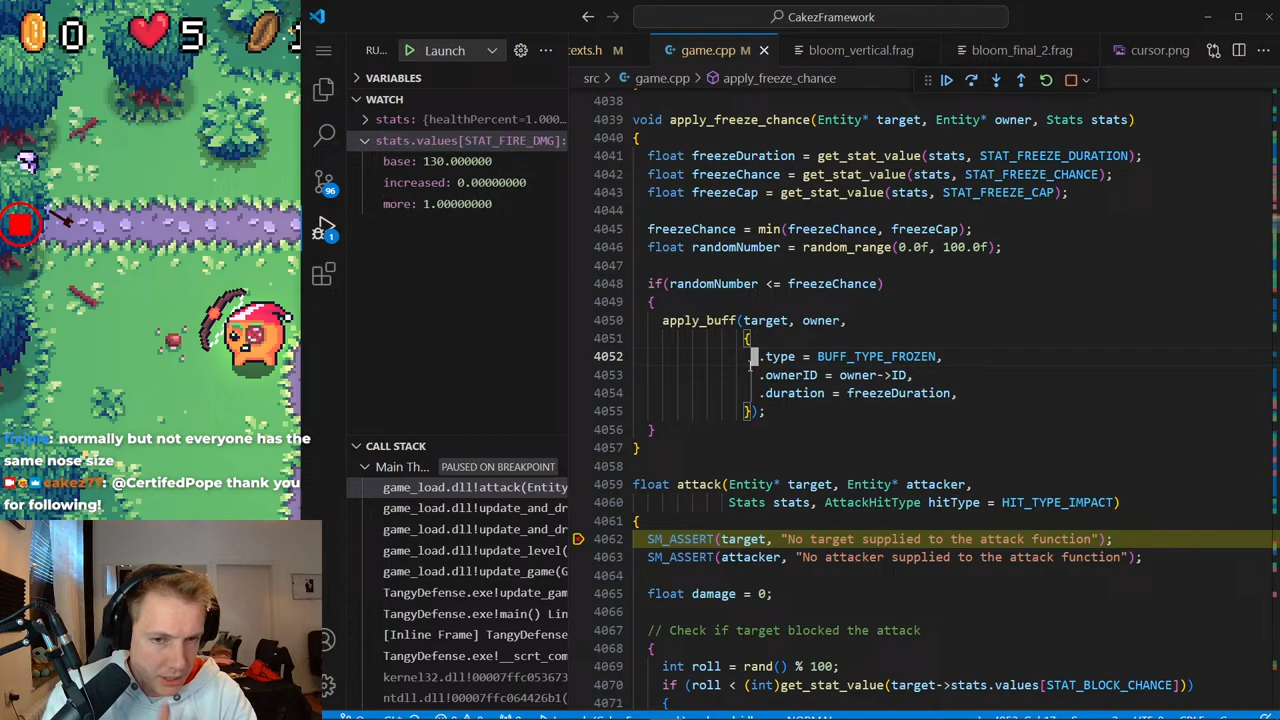 0
5
fixple: normally but not everyone has the
same nose size
cakez77: @CertifedPope thank you
for following!
CakezFramework
RU...
Launch
texts.h M
game.cpp M
bloom_vertical.frag
bloom_final_2.frag
cursor.png
src > game.cpp > apply_freeze_chance
VARIABLES
WATCH
stats: {healthPercent=1.000...
stats.values[STAT_FIRE_DMG]:
base: 130.000000
increased: 0.00000000
more: 1.00000000
96
1
CALL STACK
Main Th... PAUSED ON BREAKPOINT
game_load.dll!attack(Entity
game_load.dll!update_and_dr
game_load.dll!update_and_dr
game_load.dll!update_level(
game_load.dll!update_game(G
TangyDefense.exe!update_gam
TangyDefense.exe!main() Lin
[Inline Frame] TangyDefense
TangyDefense.exe!__scrt_com
kernel32.dll!00007ffc053673
ntdll.dll!00007ffc064426b1(
4038
4039 void apply_freeze_chance(Entity* target, Entity* owner, Stats stats)
4040 {
4041 float freezeDuration = get_stat_value(stats, STAT_FREEZE_DURATION);
4042 float freezeChance = get_stat_value(stats, STAT_FREEZE_CHANCE);
4043 float freezeCap = get_stat_value(stats, STAT_FREEZE_CAP);
4044
4045 freezeChance = min(freezeChance, freezeCap);
4046 float randomNumber = random_range(0.0f, 100.0f);
4047
4048 if(randomNumber <= freezeChance)
4049 {
4050 apply_buff(target, owner,
4051 {
4052 .type = BUFF_TYPE_FROZEN,
4053 .ownerID = owner->ID,
4054 .duration = freezeDuration,
4055 });
4056 }
4057 }
4058
4059 float attack(Entity* target, Entity* attacker,
4060 Stats stats, AttackHitType hitType = HIT_TYPE_IMPACT)
4061 {
4062 SM_ASSERT(target, "No target supplied to the attack function");
4063 SM_ASSERT(attacker, "No attacker supplied to the attack function");
4064
4065 float damage = 0;
4066
4067 // Check if target blocked the attack
4068 {
4069 int roll = rand() % 100;
4070 if (roll < (int)get_stat_value(target->stats.values[STAT_BLOCK_CHANCE]))
4071 {